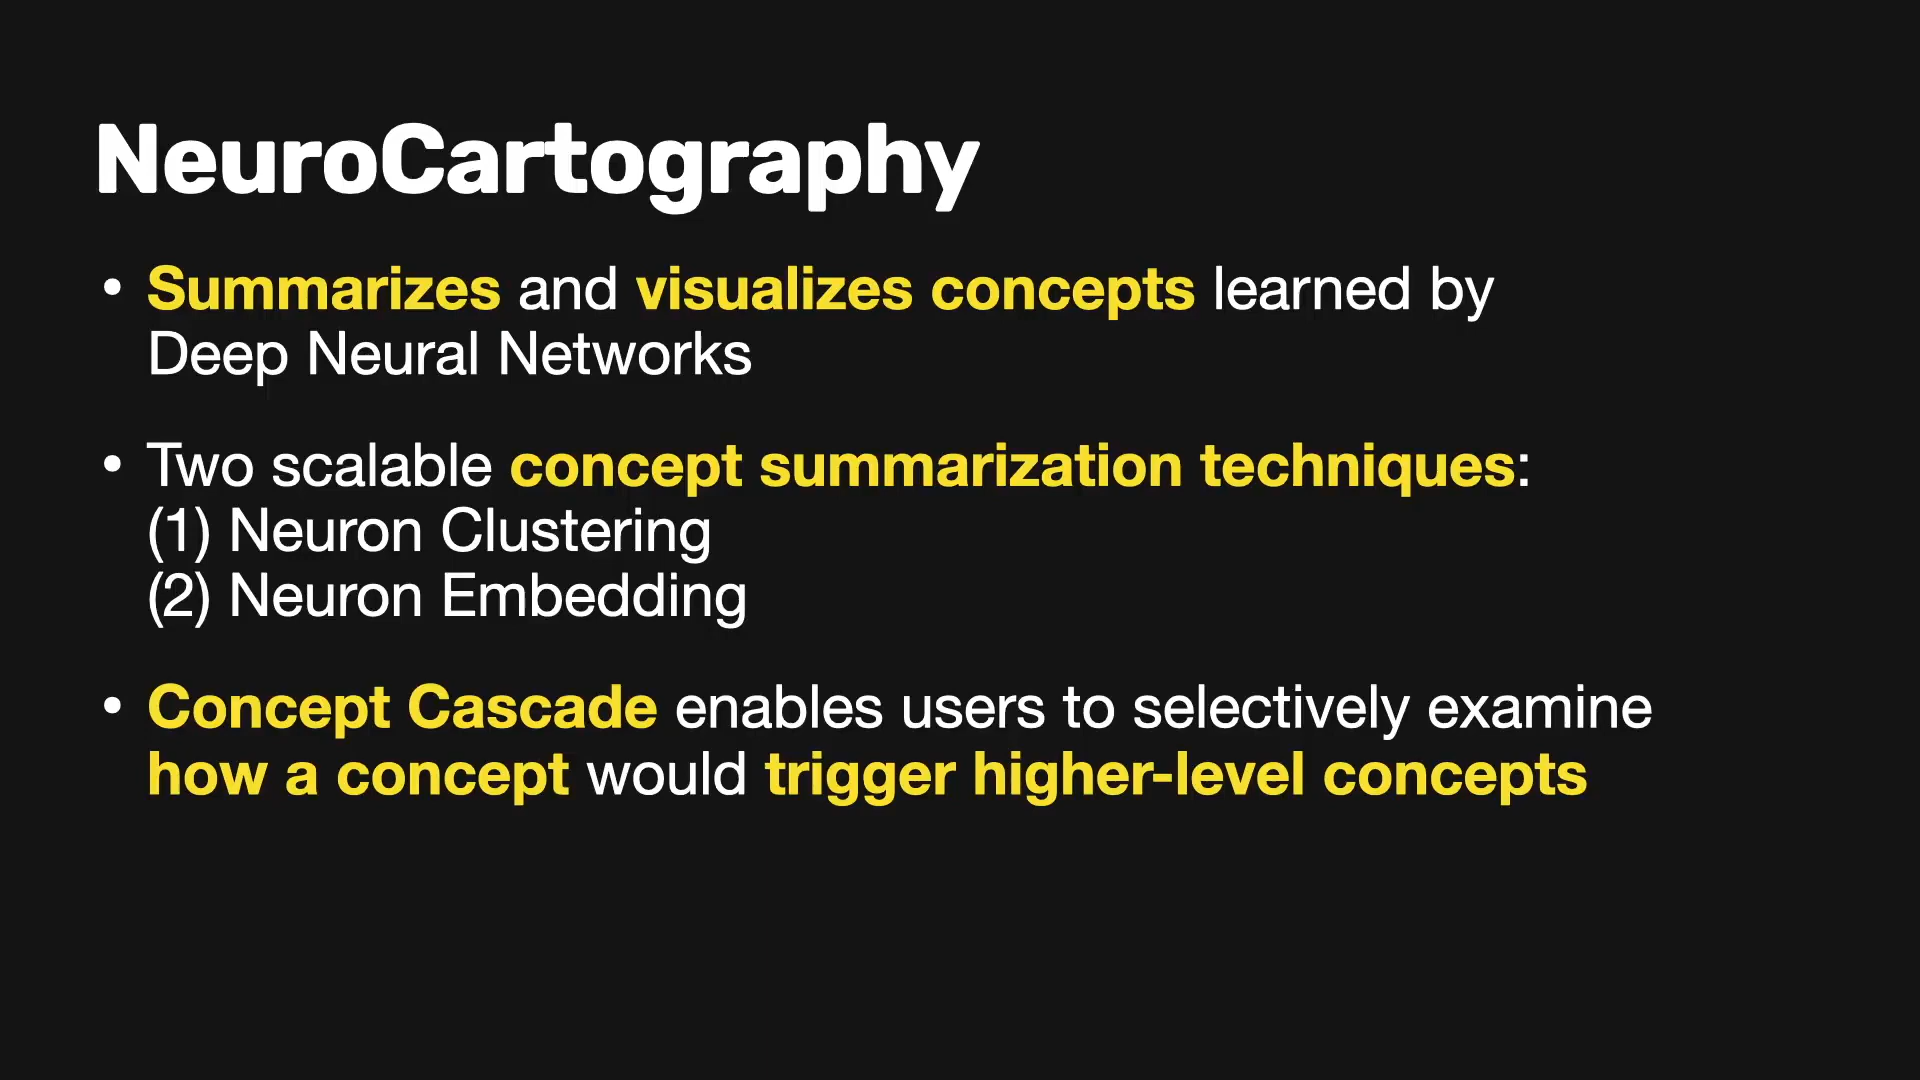 NeuroCartography
• Summarizes and visualizes concepts learned by
Deep Neural Networks
• Two scalable concept summarization techniques:
(1) Neuron Clustering
(2) Neuron Embedding
• Concept Cascade enables users to selectively examine
how a concept would trigger higher-level concepts